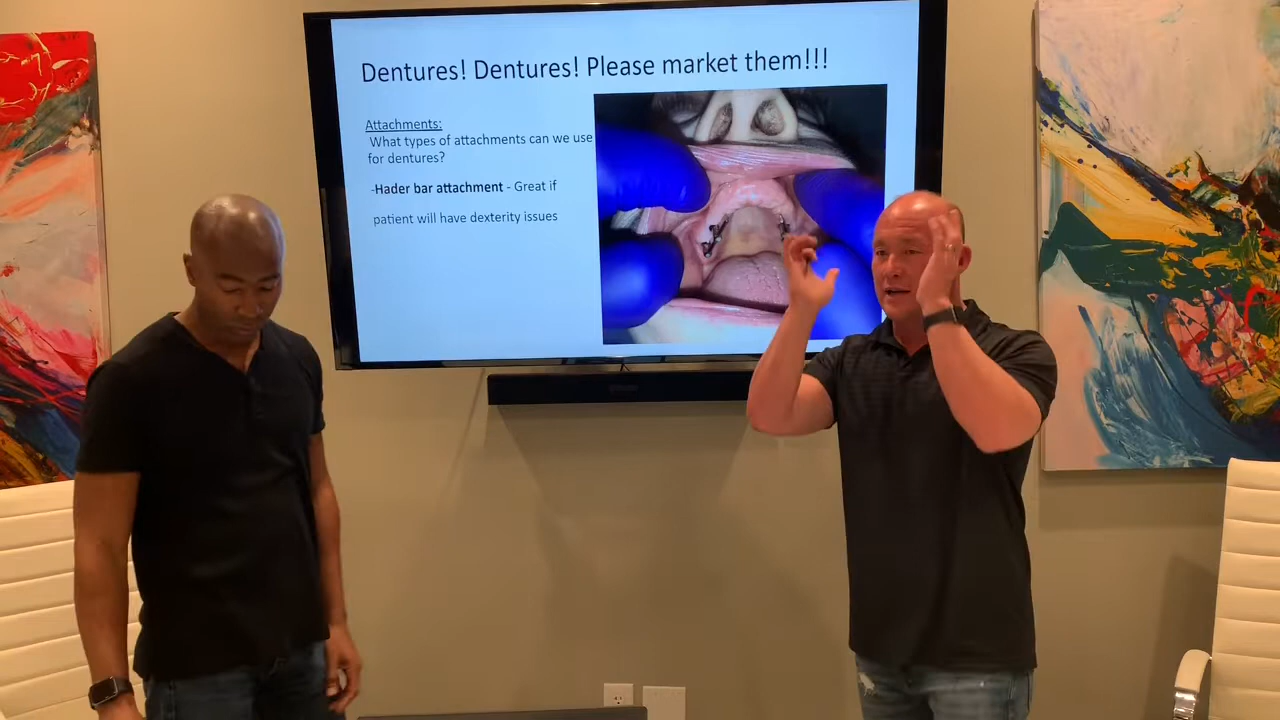 Dentures! Dentures! Please market them!!!
Attachments:
What types of attachments can we use
for dentures?
-Hader bar attachment - Great if
patient will have dexterity issues